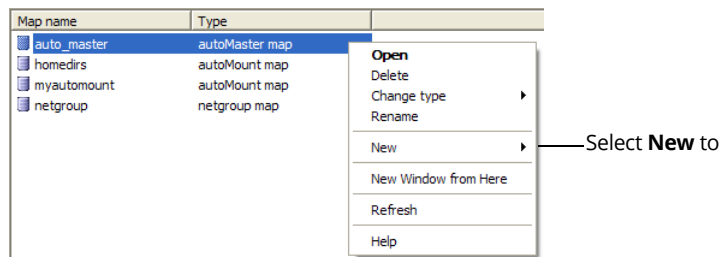 Map name Type
auto_master autoMaster map
homedirs autoMount map
myautomount autoMount map
netgroup netgroup map
Open
Delete
Change type
Rename
New
New Window from Here
Refresh
Help
Select New to